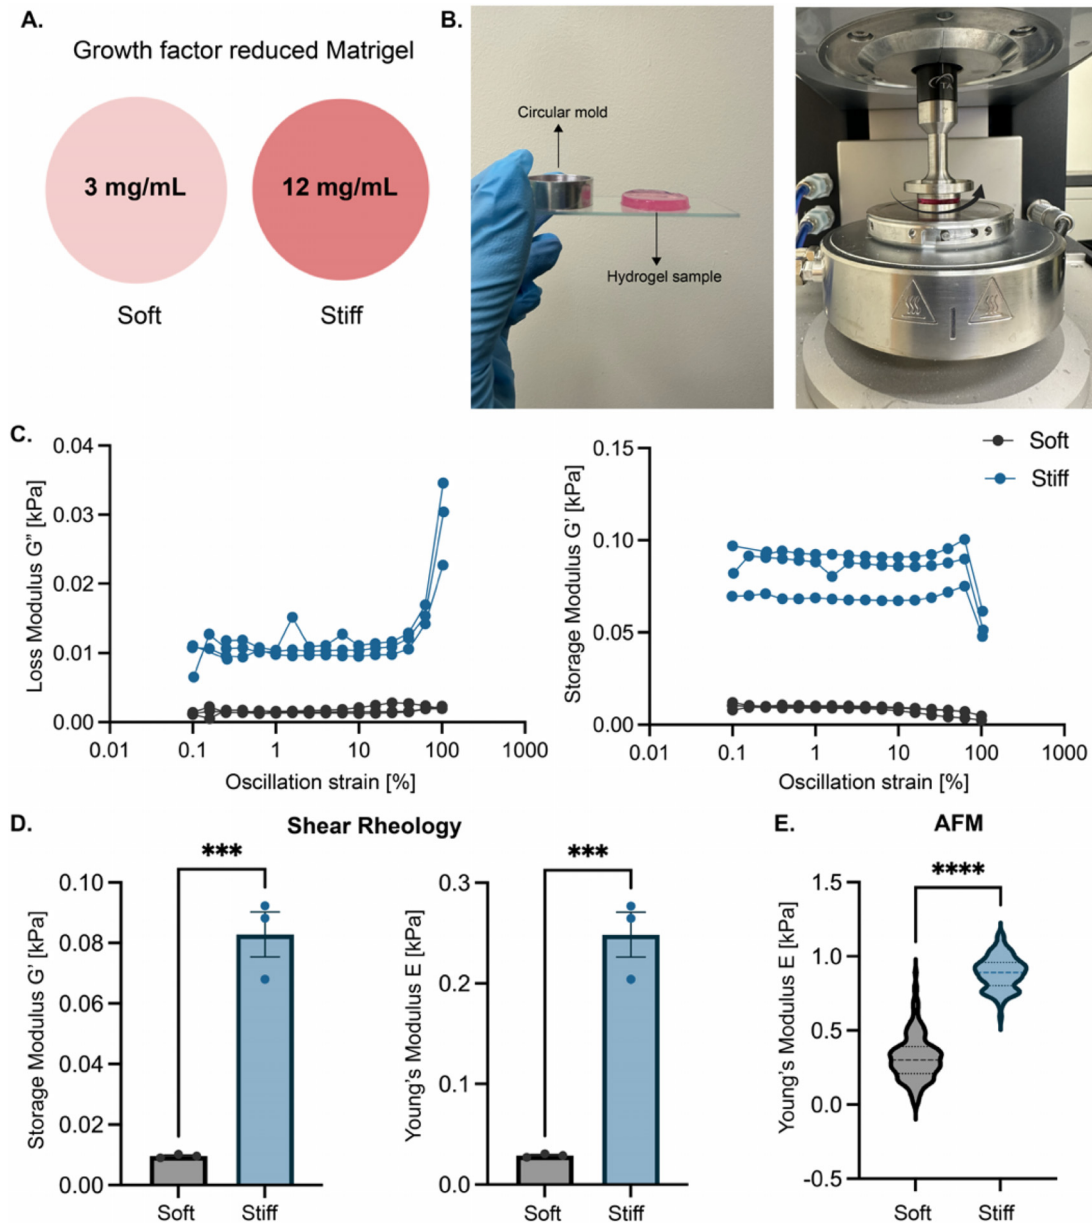 A.
Growth factor reduced Matrigel
3 mg/mL
12 mg/mL
Soft
Stiff
B.
Circular mold
Hydrogel sample
TA
C.
Loss Modulus G” [kPa]
0.04
0.03
0.02
0.01
0.00
0.01
0.1
1
10
100
1000
Oscillation strain [%]
Storage Modulus G’ [kPa]
0.15
0.10
0.05
0.00
0.01
0.1
1
10
100
1000
Oscillation strain [%]
Soft
Stiff
D.
Shear Rheology
Storage Modulus G’ [kPa]
0.10
0.08
0.06
0.04
0.02
0.00
***
Soft
Stiff
Young’s Modulus E [kPa]
0.3
0.2
0.1
0.0
***
Soft
Stiff
E.
AFM
Young’s Modulus E [kPa]
1.5
1.0
0.5
0.0
-0.5
****
Soft
Stiff